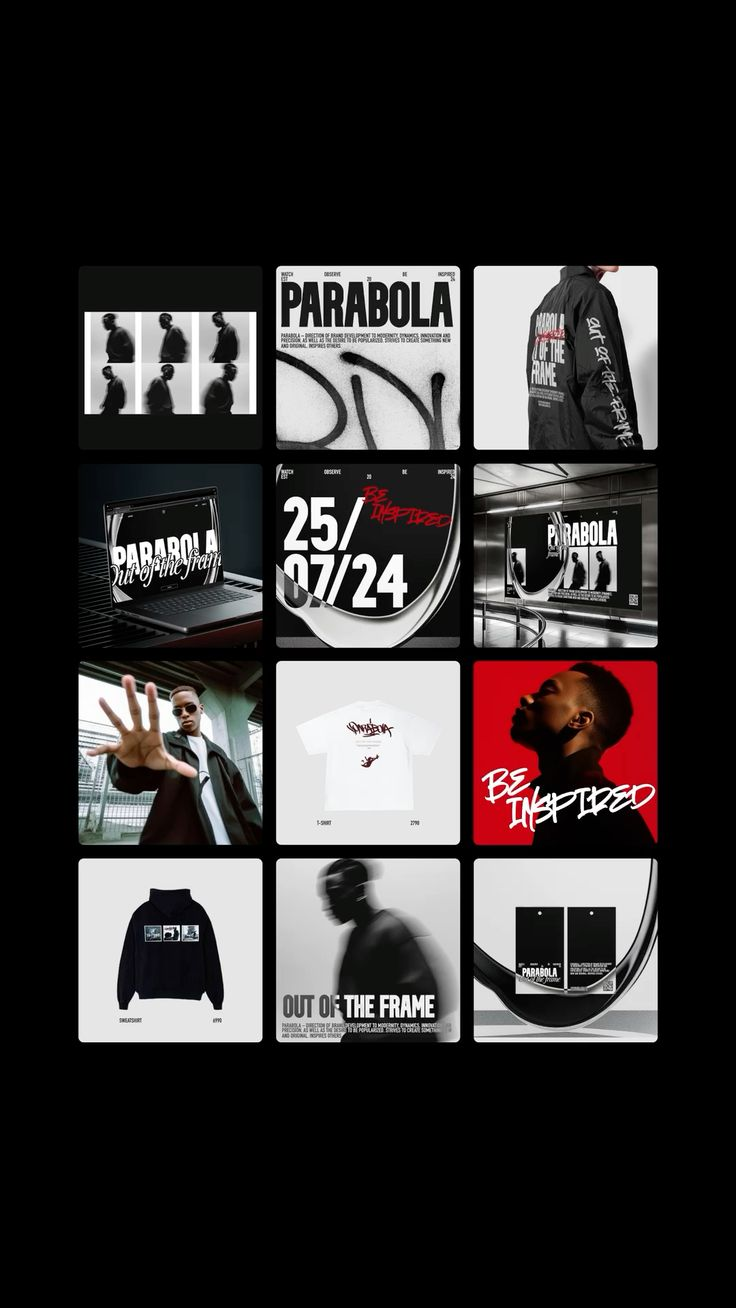 WATCH OBSERVE BE INSPIRED
EST 20 24
PARABOLA
PARABOLA — DIRECTION OF BRAND DEVELOPMENT TO MODERNITY, DYNAMICS, INNOVATION AND
PRECISION, AS WELL AS THE DESIRE TO BE POPULARIZED. STRIVES TO CREATE SOMETHING NEW
AND ORIGINAL. INSPIRES OTHERS
PARABOLA
OUT OF THE
FRAME
OUT OF THE FRAME
PARABOLA
Out of the fram
WATCH OBSERVE BE INSPIRED
EST 20 24
BE
INSPIRED
25/
07/24
PARABOLA
Out of the
frame
PARABOLA
T-SHIRT 2790
BE
INSPIRED
SWEATSHIRT 6990
OUT OF THE FRAME
PARABOLA — DIRECTION OF BRAND DEVELOPMENT TO MODERNITY, DYNAMICS, INNOVATION AND
PRECISION, AS WELL AS THE DESIRE TO BE POPULARIZED. STRIVES TO CREATE SOMETHING NEW
AND ORIGINAL. INSPIRES OTHERS
PARABOLA
Out of the frame